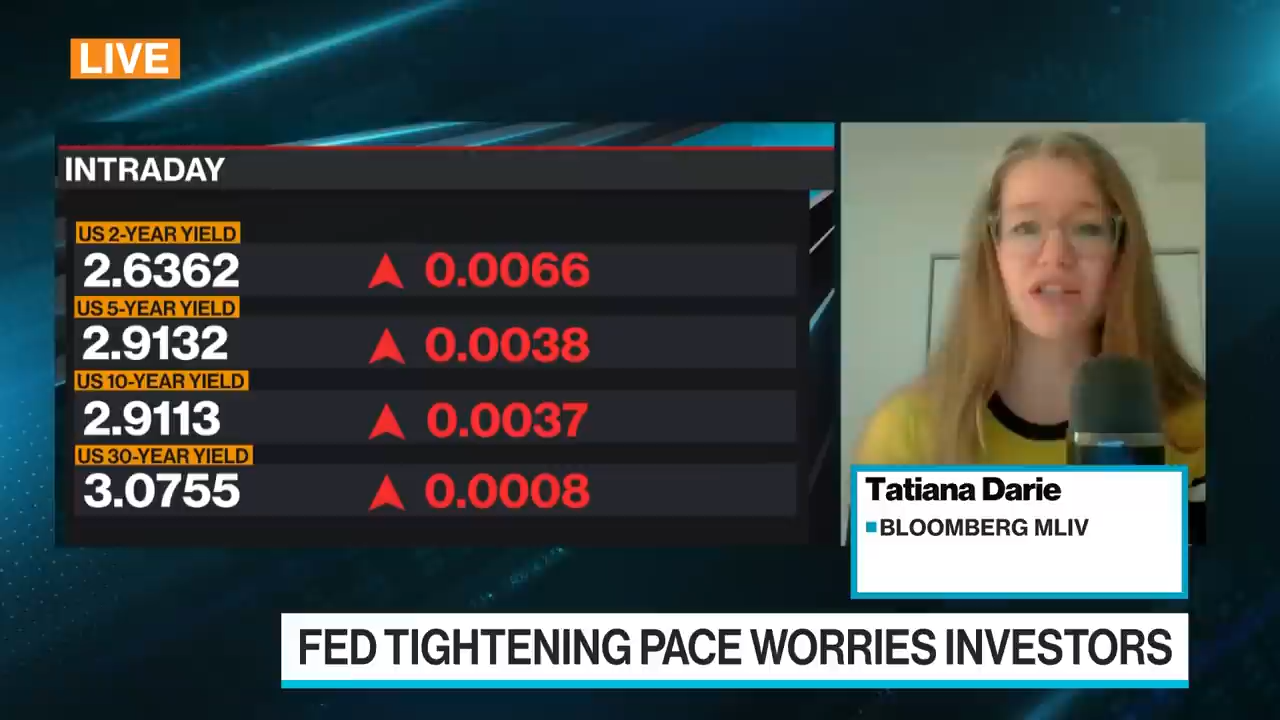 LIVE
INTRADAY
US 2-YEAR YIELD
2.6362 0.0066
US 5-YEAR YIELD
2.9132 0.0038
US 10-YEAR YIELD
2.9113 0.0037
US 30-YEAR YIELD
3.0755 0.0008
Tatiana Darie
BLOOMBERG MLIV
FED TIGHTENING PACE WORRIES INVESTORS